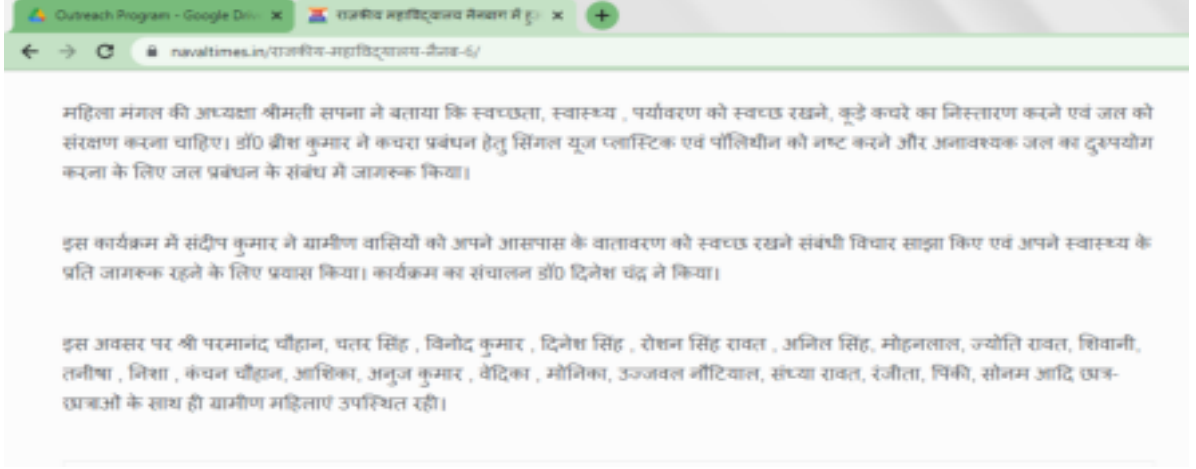 Outreach Program - Google Driv
राजकीय महाविद्यालय नैनबाग में हु
navaltimes.in/राजकीय-महाविद्यालय-नैनब-6/
महिला मंगल की अध्यक्षा श्रीमती सपना ने बताया कि स्वच्छता, स्वास्थ्य , पर्यावरण को स्वच्छ रखने, कूड़े कचरे का निस्तारण करने एवं जल को
संरक्षण करना चाहिए। डॉ0 ब्रीश कुमार ने कचरा प्रबंधन हेतु सिंगल यूज प्लास्टिक एवं पॉलिथीन को नष्ट करने और अनावश्यक जल का दुरुपयोग
करना के लिए जल प्रबंधन के संबंध में जागरूक किया।
इस कार्यक्रम में संदीप कुमार ने ग्रामीण वासियों को अपने आसपास के वातावरण को स्वच्छ रखने संबंधी विचार साझा किए एवं अपने स्वास्थ्य के
प्रति जागरूक रहने के लिए प्रयास किया। कार्यक्रम का संचालन डॉ0 दिनेश चंद्र ने किया।
इस अवसर पर श्री परमानंद चौहान, चतर सिंह , विनोद कुमार , दिनेश सिंह , रोशन सिंह रावत , अनिल सिंह, मोहनलाल, ज्योति रावत, शिवानी,
तनीषा , निशा , कंचन चौंहान, आशिका, अनुज कुमार , वेदिका , मोनिका, उज्जवल नौटियाल, संध्या रावत, रंजीता, पिंकी, सोनम आदि छात्र-
छात्राओं के साथ ही ग्रामीण महिलाएं उपस्थित रही।